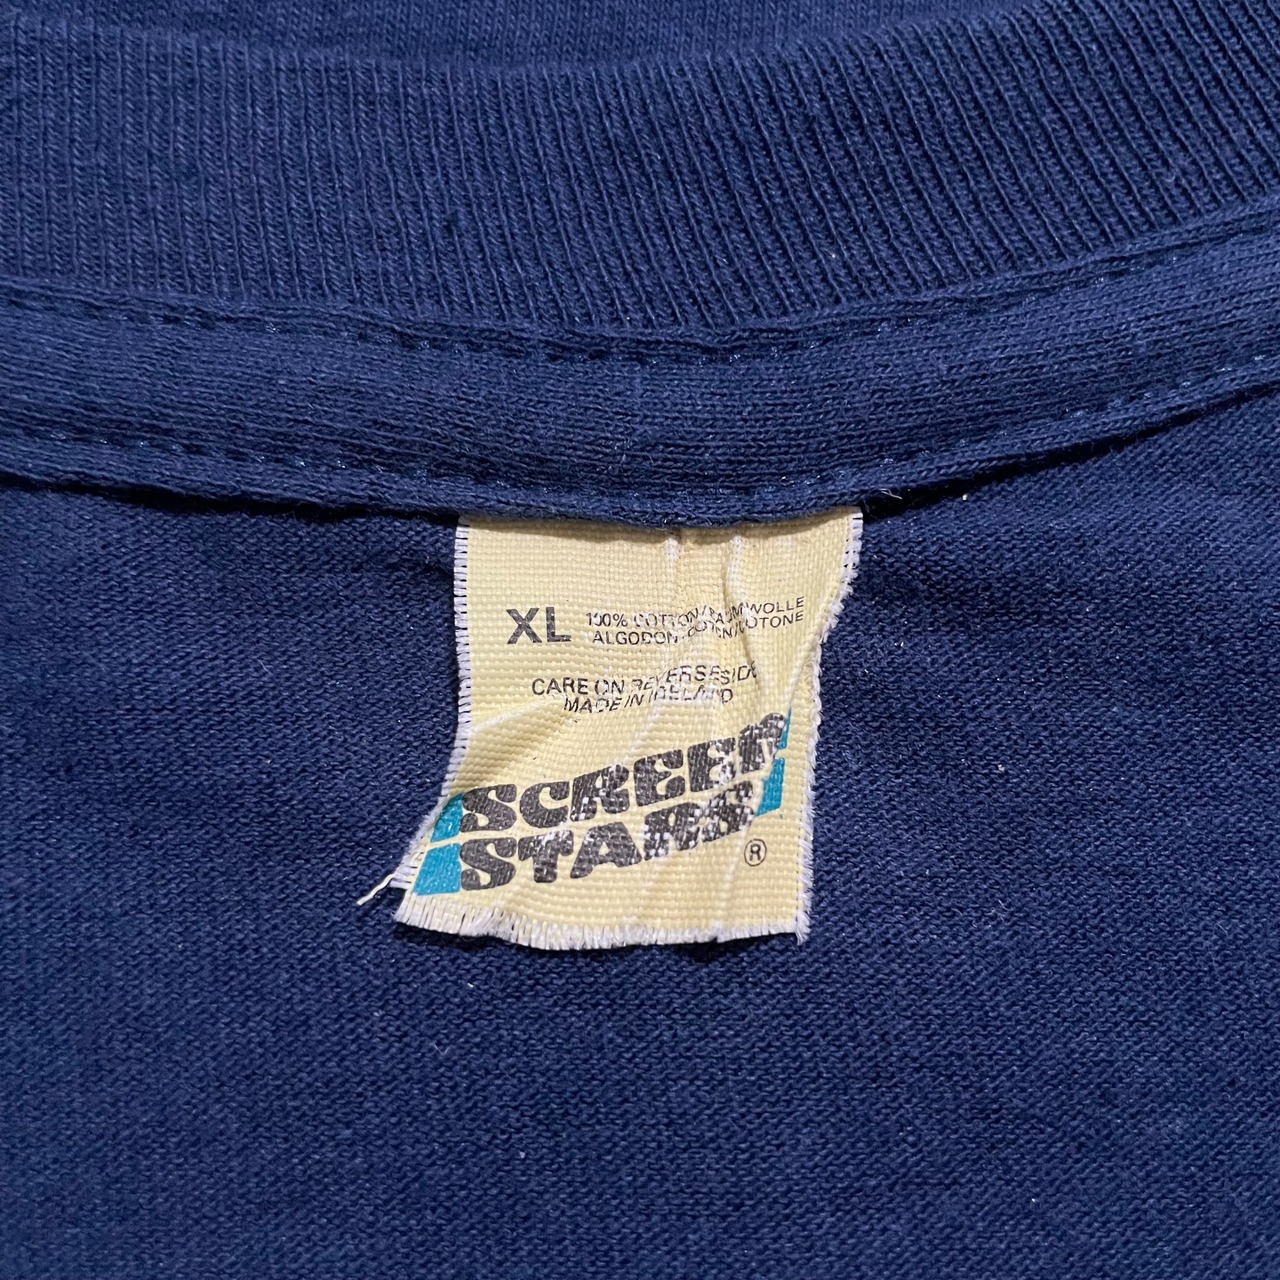 XL
100% COTTON/BAUMWOLLE
ALGODON·COTON/COTONE
CARE ON REVERSE SIDE
MADE IN IRELAND
SCREEN
STARS®